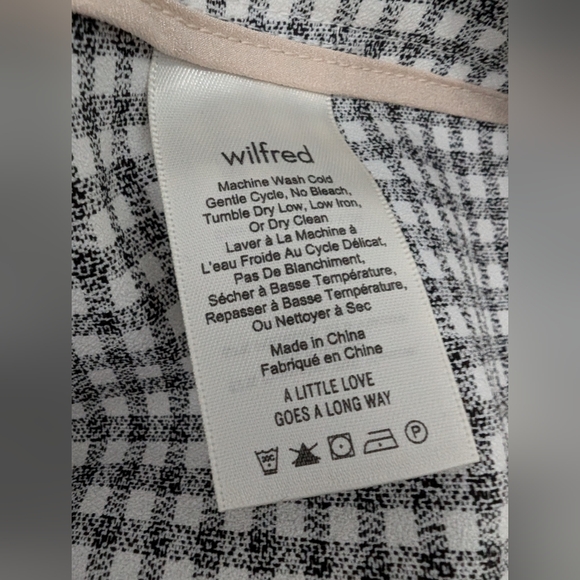 wilfred
Machine Wash Cold
Gentle Cycle, No Bleach,
Tumble Dry Low, Low Iron,
Or Dry Clean
Laver à La Machine à
L'eau Froide Au Cycle Délicat,
Pas De Blanchiment,
Sécher à Basse Température,
Repasser à Basse Température,
Ou Nettoyer à Sec
Made in China
Fabriqué en Chine
A LITTLE LOVE
GOES A LONG WAY
30C P